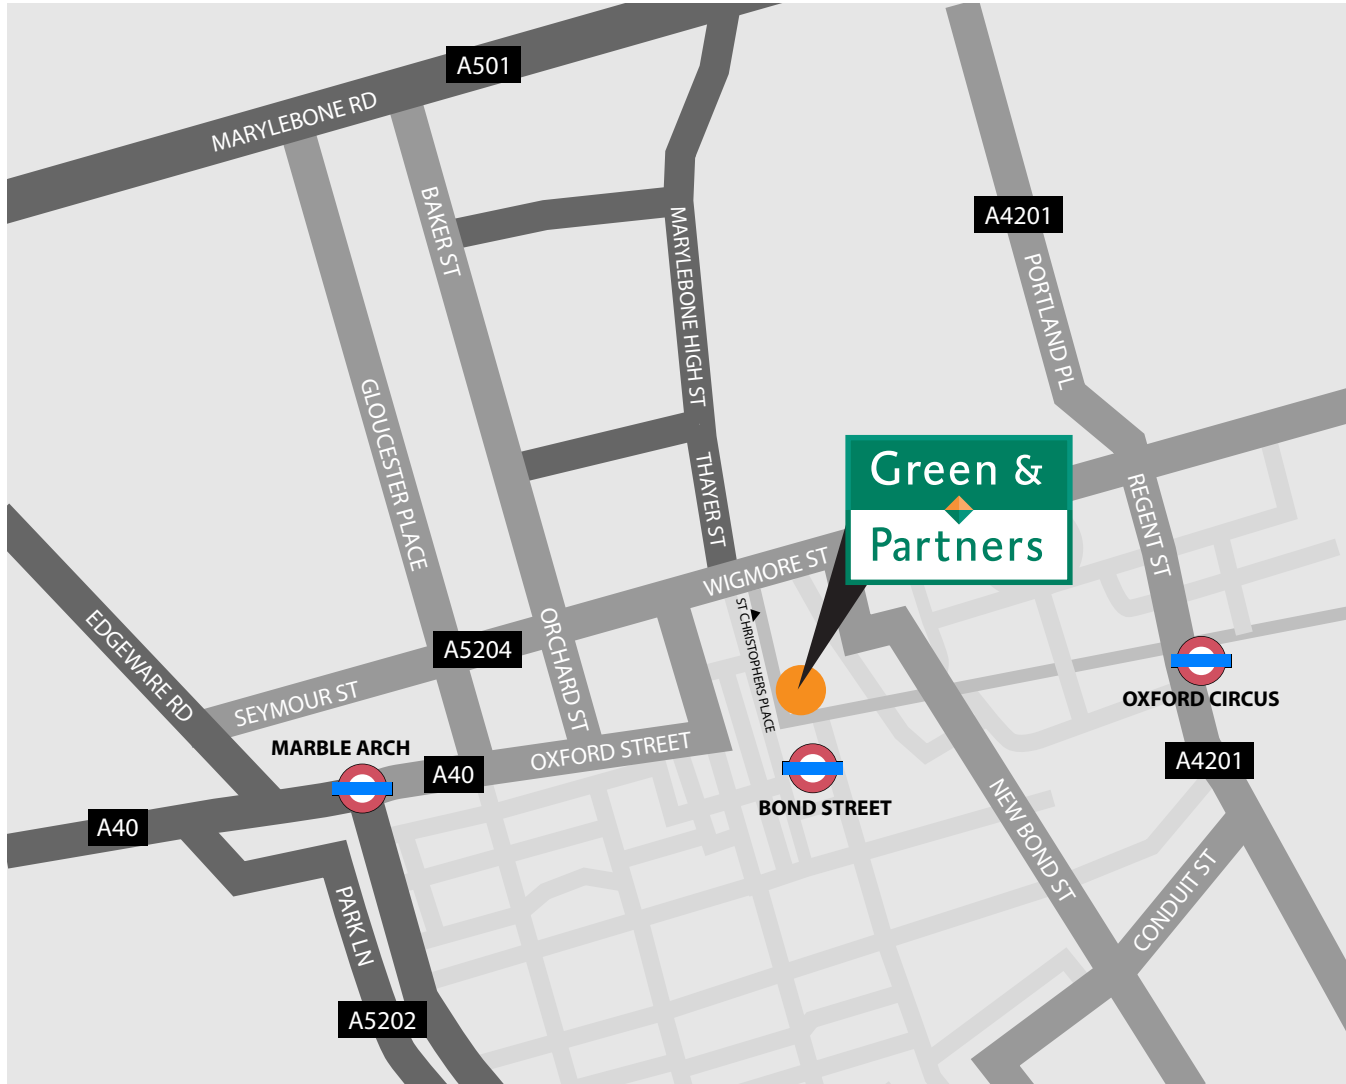 A501
MARYLEBONE RD
BAKER ST
A4201
MARYLEBONE HIGH ST
PORTLAND PL
GLOUCESTER PLACE
Green &
Partners
THAYER ST
REGENT ST
WIGMORE ST
ST CHRISTOPHERS PLACE
EDGEWARE RD
ORCHARD ST
A5204
SEYMOUR ST
OXFORD CIRCUS
MARBLE ARCH
OXFORD STREET
A40
A4201
BOND STREET
A40
NEW BOND ST
CONDUIT ST
PARK LN
A5202